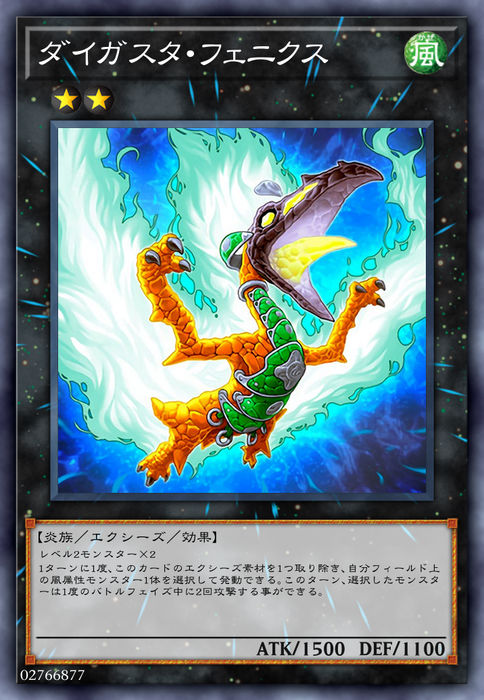 ダイガスタ・フェニクス
かぜ
風
【炎族／エクシーズ／効果】
レベル2モンスター×2
1ターンに1度、このカードのエクシーズ素材を1つ取り除き、自分フィールド上
の風属性モンスター1体を選択して発動できる。このターン、選択したモンスタ
ーは1度のバトルフェイズ中に2回攻撃する事ができる。
ATK/1500 DEF/1100
02766877